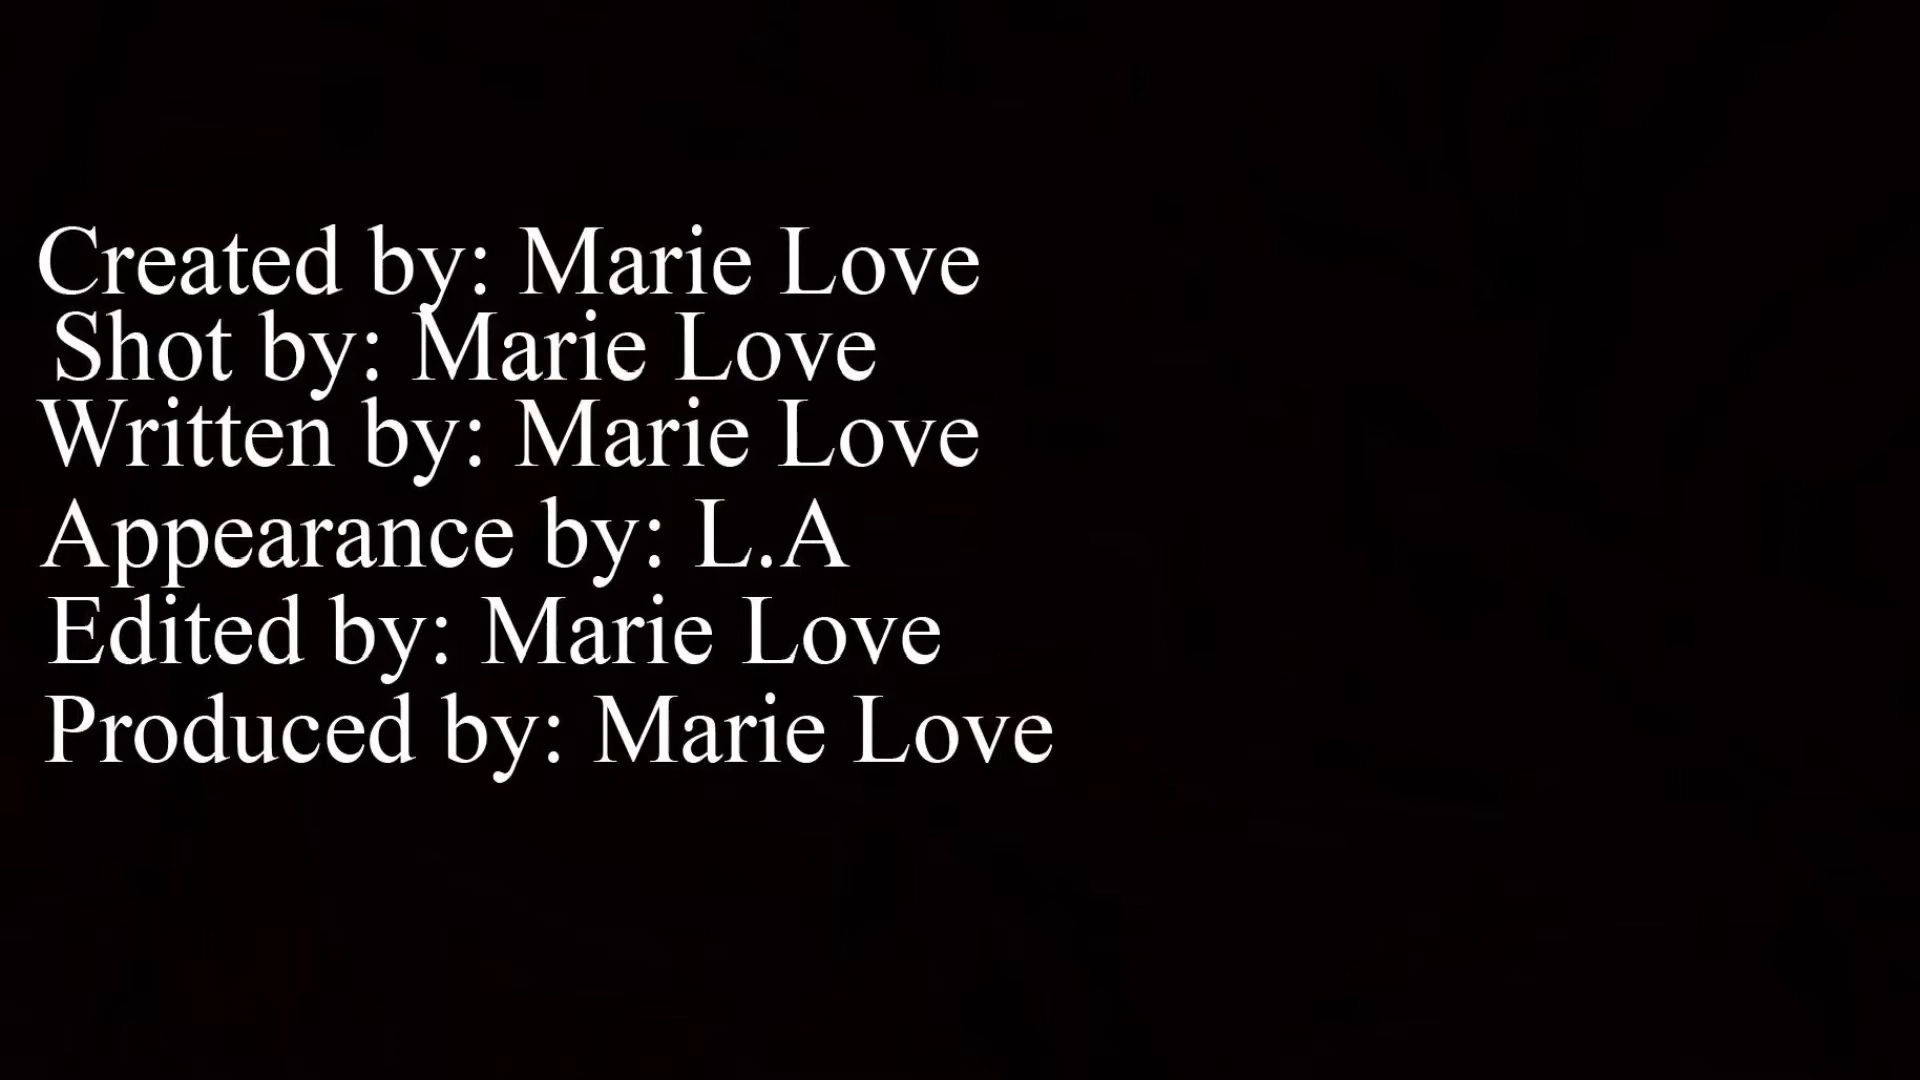 Created by: Marie Love
Shot by: Marie Love
Written by: Marie Love
Appearance by: L.A
Edited by: Marie Love
Produced by: Marie Love